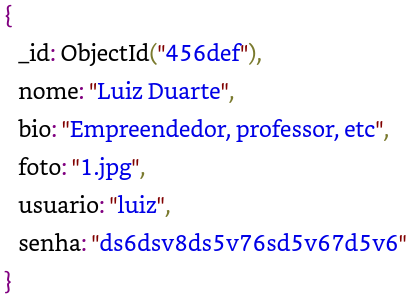 {
_id: ObjectId("456def"),
nome: "Luiz Duarte",
bio: "Empreendedor, professor, etc",
foto: "1.jpg",
usuario: "luiz",
senha: "ds6dsv8ds5v76sd5v67d5v6"
}